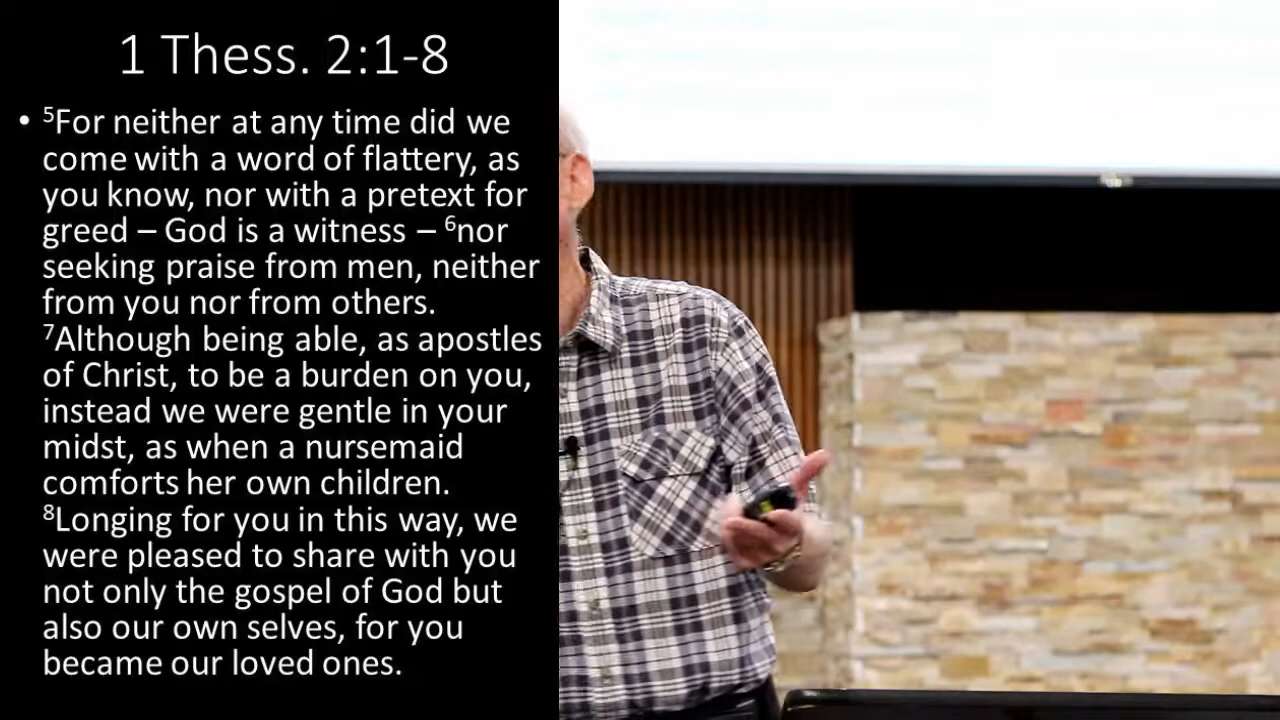 1 Thess. 2:1-8
• ⁵For neither at any time did we
come with a word of flattery, as
you know, nor with a pretext for
greed – God is a witness – ⁶nor
seeking praise from men, neither
from you nor from others.
⁷Although being able, as apostles
of Christ, to be a burden on you,
instead we were gentle in your
midst, as when a nursemaid
comforts her own children.
⁸Longing for you in this way, we
were pleased to share with you
not only the gospel of God but
also our own selves, for you
became our loved ones.